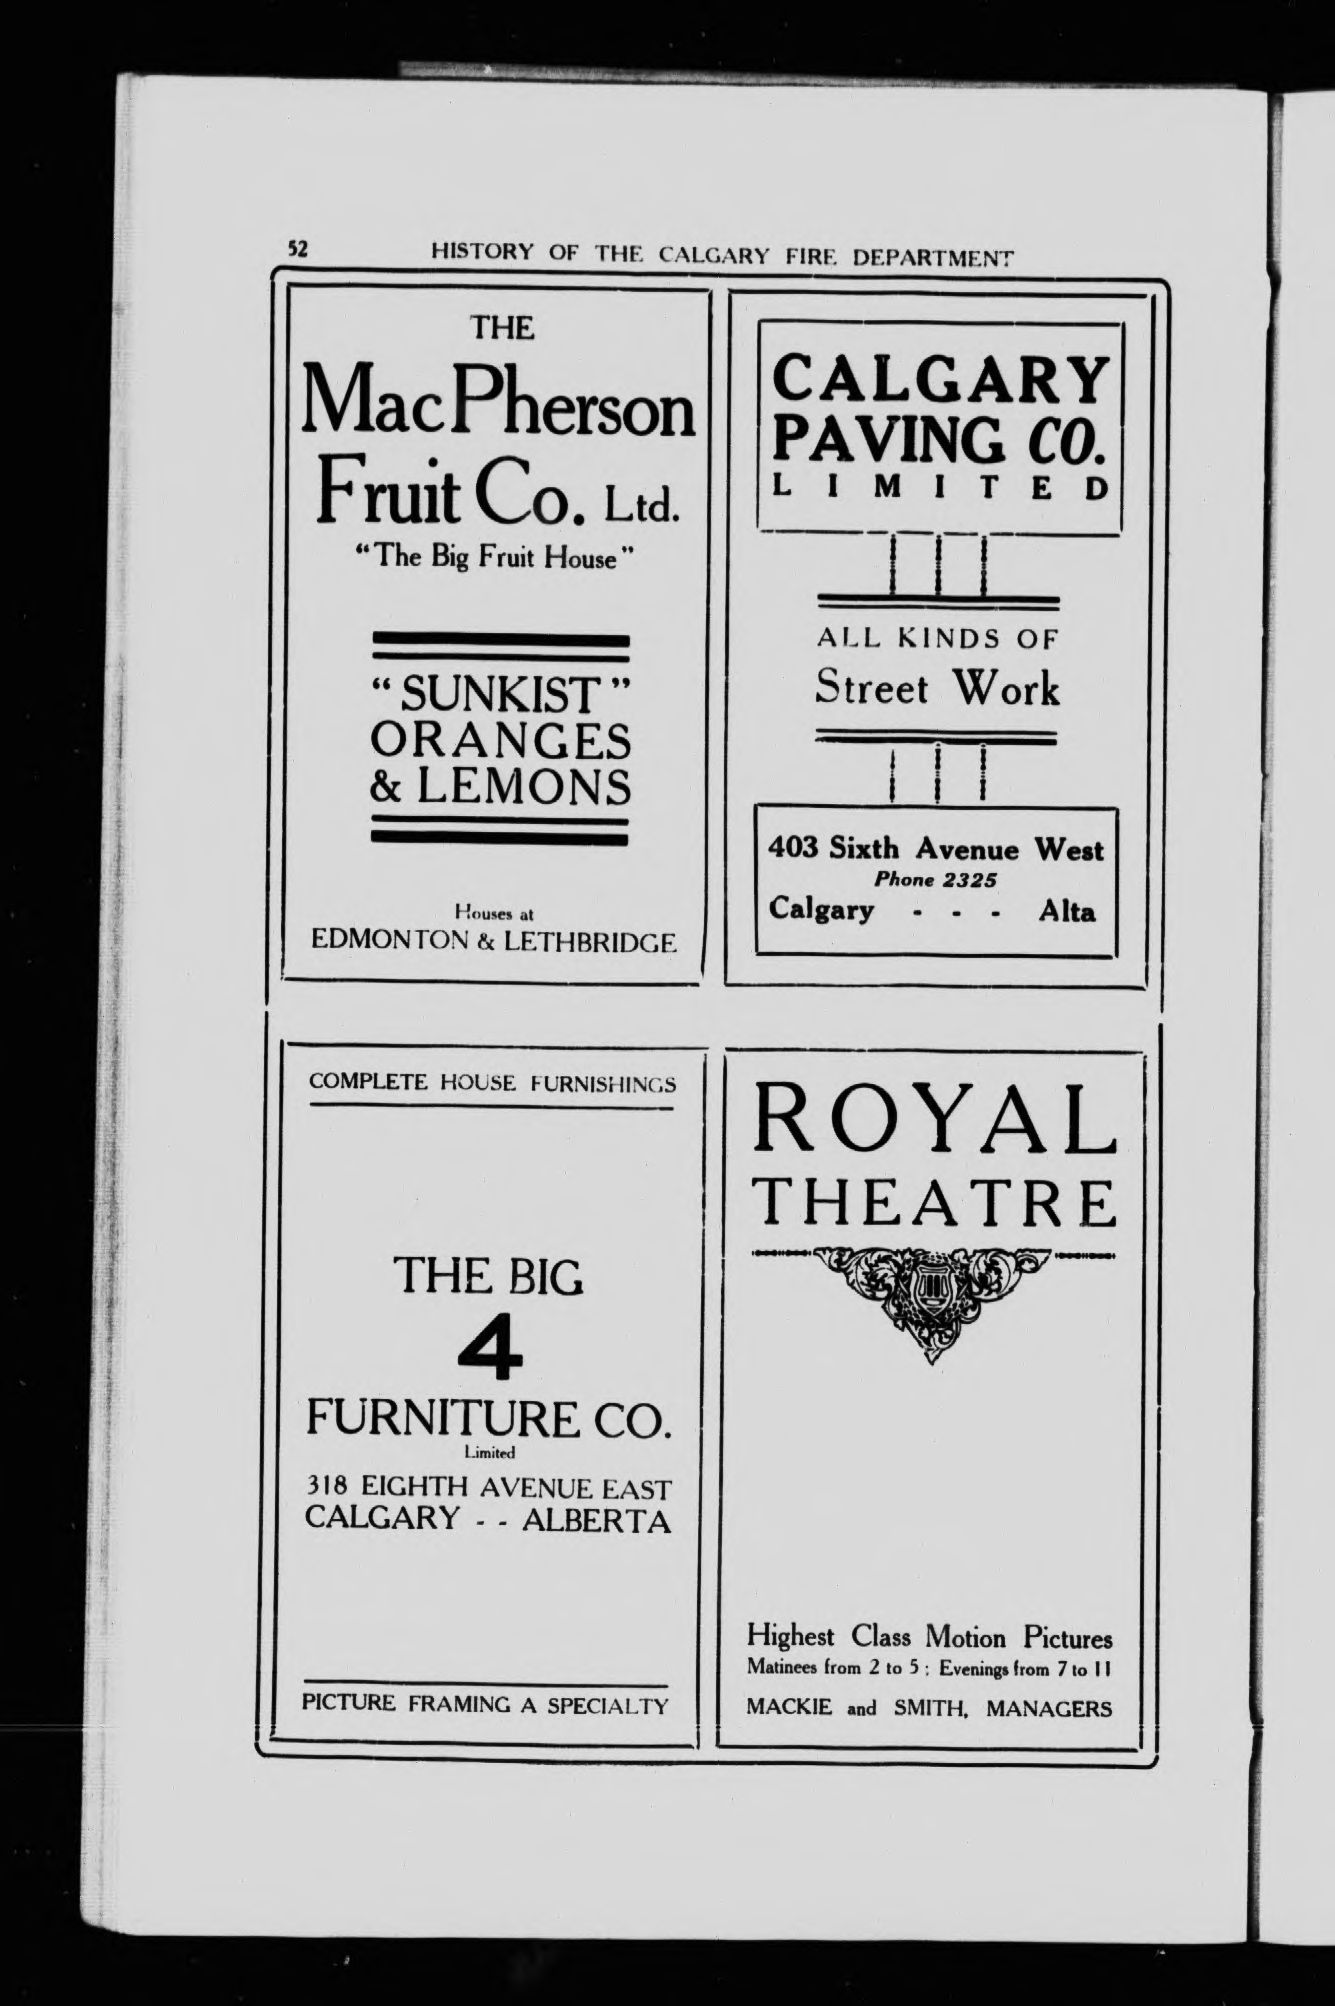 52
HISTORY OF THE CALGARY FIRE DEPARTMENT
THE
MacPherson
Fruit Co. Ltd.
“The Big Fruit House”
“SUNKIST”
ORANGES
& LEMONS
Houses at
EDMONTON & LETHBRIDGE
CALGARY
PAVING CO.
LIMITED
ALL KINDS OF
Street Work
403 Sixth Avenue West
Phone 2325
Calgary - - - Alta
COMPLETE HOUSE FURNISHINGS
THE BIG
4
FURNITURE CO.
Limited
318 EIGHTH AVENUE EAST
CALGARY - - ALBERTA
PICTURE FRAMING A SPECIALTY
ROYAL
THEATRE
Highest Class Motion Pictures
Matinees from 2 to 5 ; Evenings from 7 to 11
MACKIE and SMITH, MANAGERS